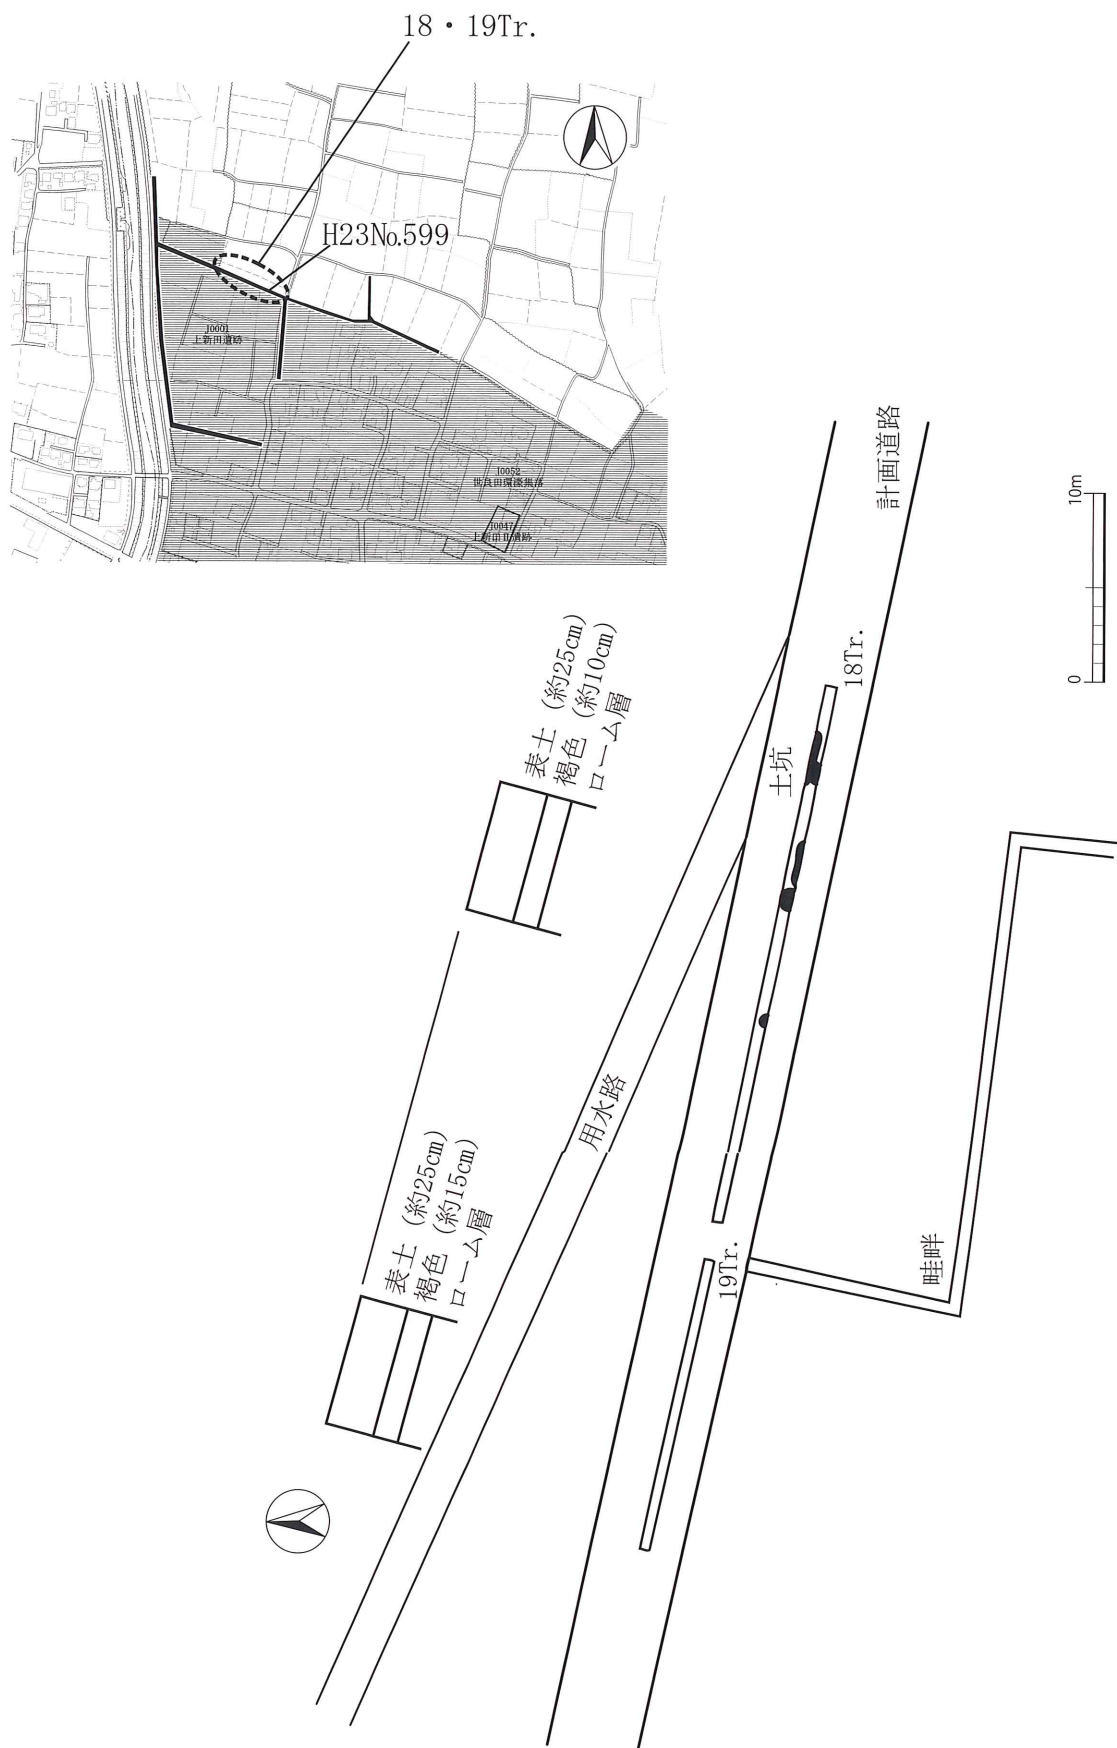 18・19Tr.
H23No.599
J0001
上新田遺跡
J0052
世良田環濠集落
J0047
上新田Ⅱ遺跡
計画道路
10m
0
表土 (約25cm)
褐色 (約10cm)
ローム層
18Tr.
土坑
用水路
表土 (約25cm)
褐色 (約15cm)
ローム層
19Tr.
畦畔